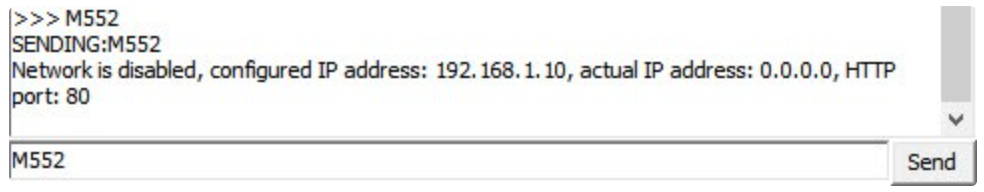 >>> M552
SENDING:M552
Network is disabled, configured IP address: 192.168.1.10, actual IP address: 0.0.0.0, HTTP
port: 80
M552
Send